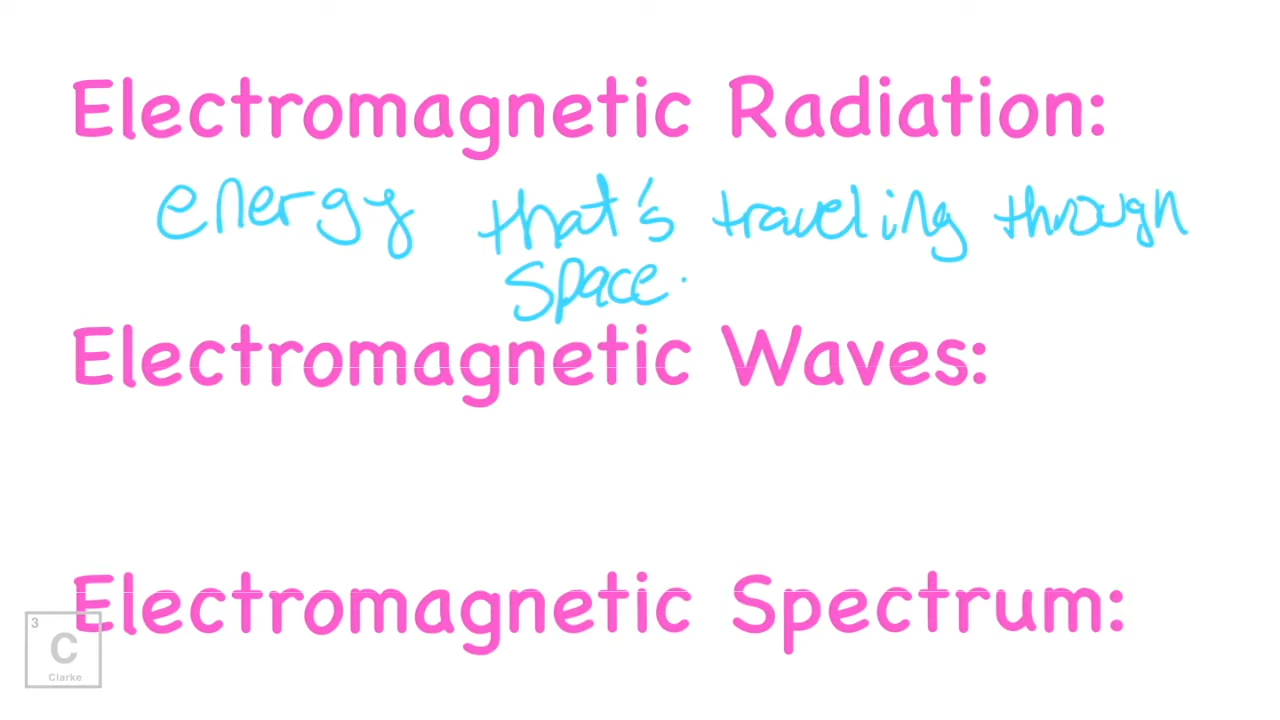 Electromagnetic Radiation:
energy that's traveling through
space.
Electromagnetic Waves:
Electromagnetic Spectrum:
3
C
Clarke